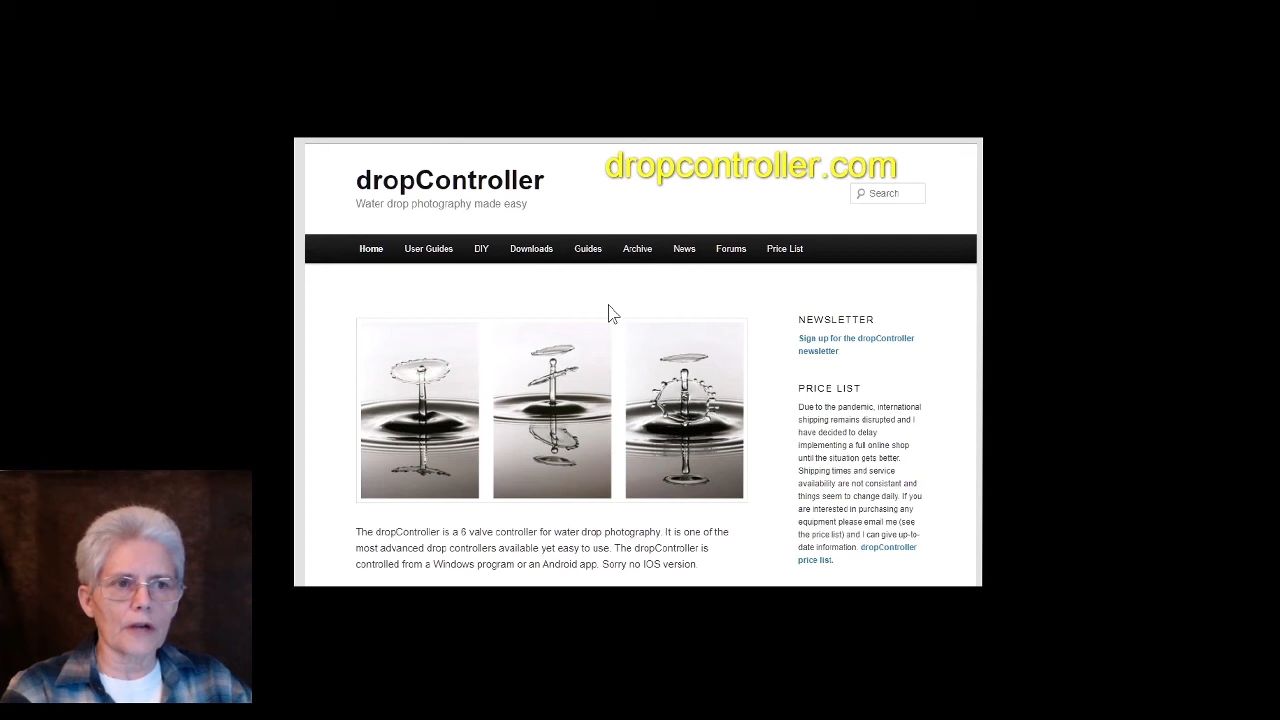 dropcontroller.com
dropController
Water drop photography made easy
Search
Home User Guides DIY Downloads Guides Archive News Forums Price List
The dropController is a 6 valve controller for water drop photography. It is one of the
most advanced drop controllers available yet easy to use. The dropController is
controlled from a Windows program or an Android app. Sorry no IOS version.
NEWSLETTER
Sign up for the dropController
newsletter
PRICE LIST
Due to the pandemic, international
shipping remains disrupted and I
have decided to delay
implementing a full online shop
until the situation gets better.
Shipping times and service
availability are not consistant and
things seem to change daily. If you
are interested in purchasing any
equipment please email me (see
the price list) and I can give up-to-
date information. dropController
price list.